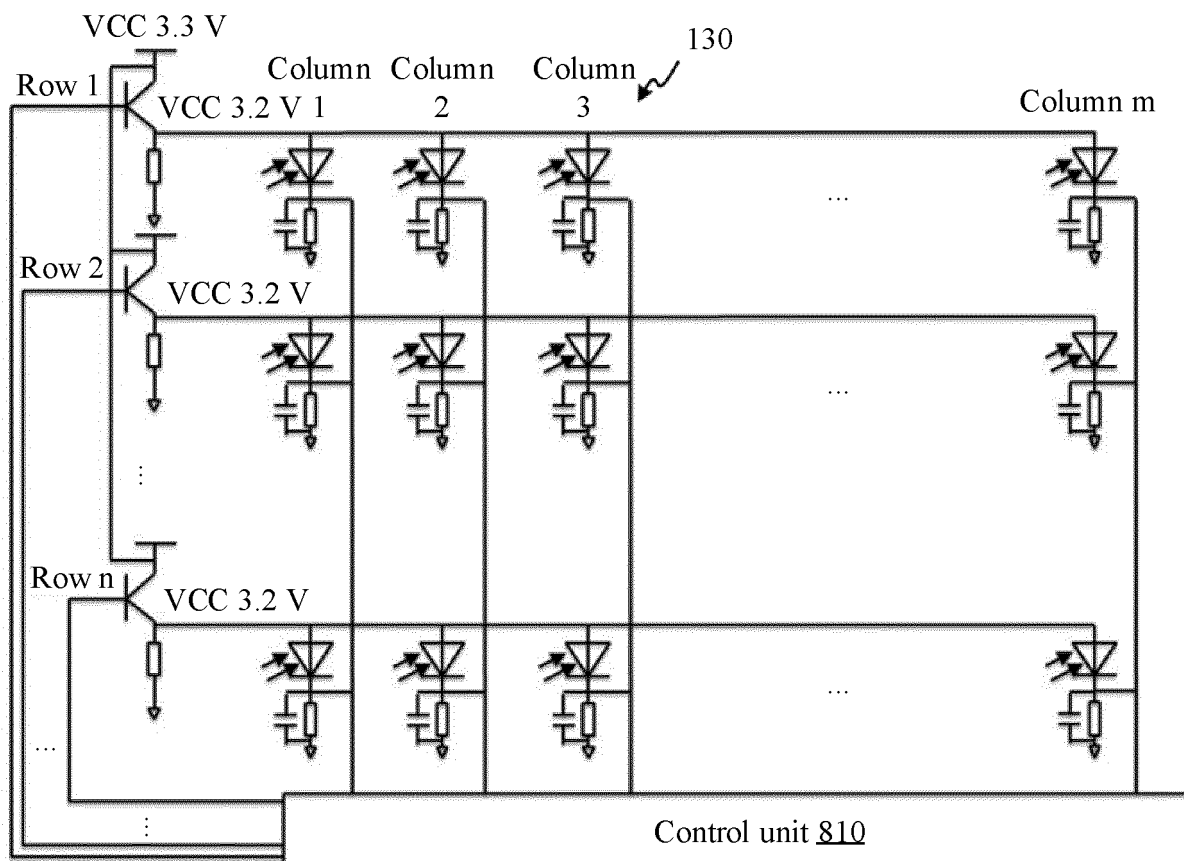 VCC 3.3 V
130
Column
Column
Column
Row 1
VCC 3.2 V
1
2
3
Column m
...
Row 2
VCC 3.2 V
...
...
Row n
VCC 3.2 V
...
...
...
Control unit 810